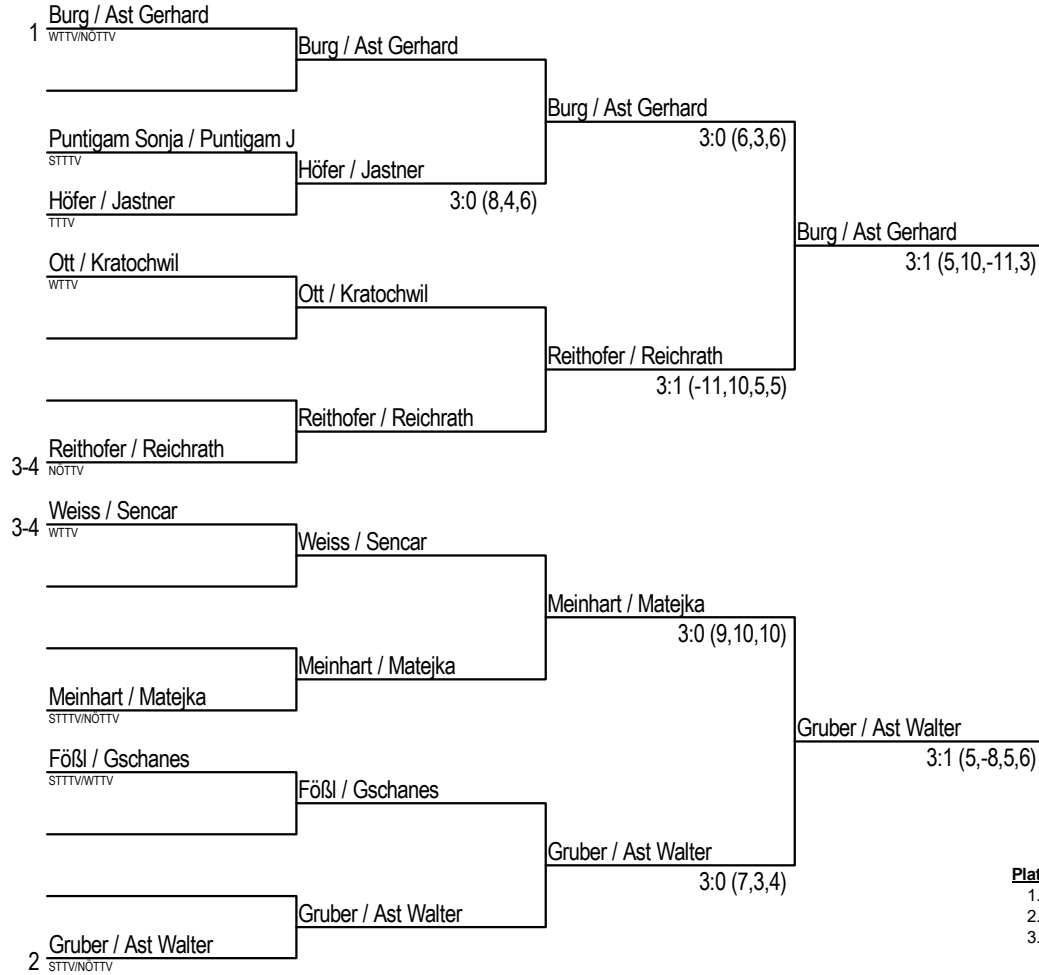 Burg / Ast Gerhard
1
WTTV/NÖTTV
Burg / Ast Gerhard
Burg / Ast Gerhard
3:0 (6,3,6)
Puntigam Sonja / Puntigam J
STTTV
Höfer / Jastner
3:0 (8,4,6)
Höfer / Jastner
TTTV
Burg / Ast Gerhard
3:1 (5,10,-11,3)
Ott / Kratochwil
WTTV
Ott / Kratochwil
Reithofer / Reichrath
3:1 (-11,10,5,5)
Reithofer / Reichrath
Reithofer / Reichrath
3-4
NÖTTV
Weiss / Sencar
3-4
WTTV
Weiss / Sencar
Meinhart / Matejka
3:0 (9,10,10)
Meinhart / Matejka
Meinhart / Matejka
STTTV/NÖTTV
Gruber / Ast Walter
3:1 (5,-8,5,6)
Fößl / Gschanes
STTTV/WTTV
Fößl / Gschanes
Gruber / Ast Walter
3:0 (7,3,4)
Gruber / Ast Walter
Gruber / Ast Walter
2
STTV/NÖTTV
Plat
1.
2.
3.